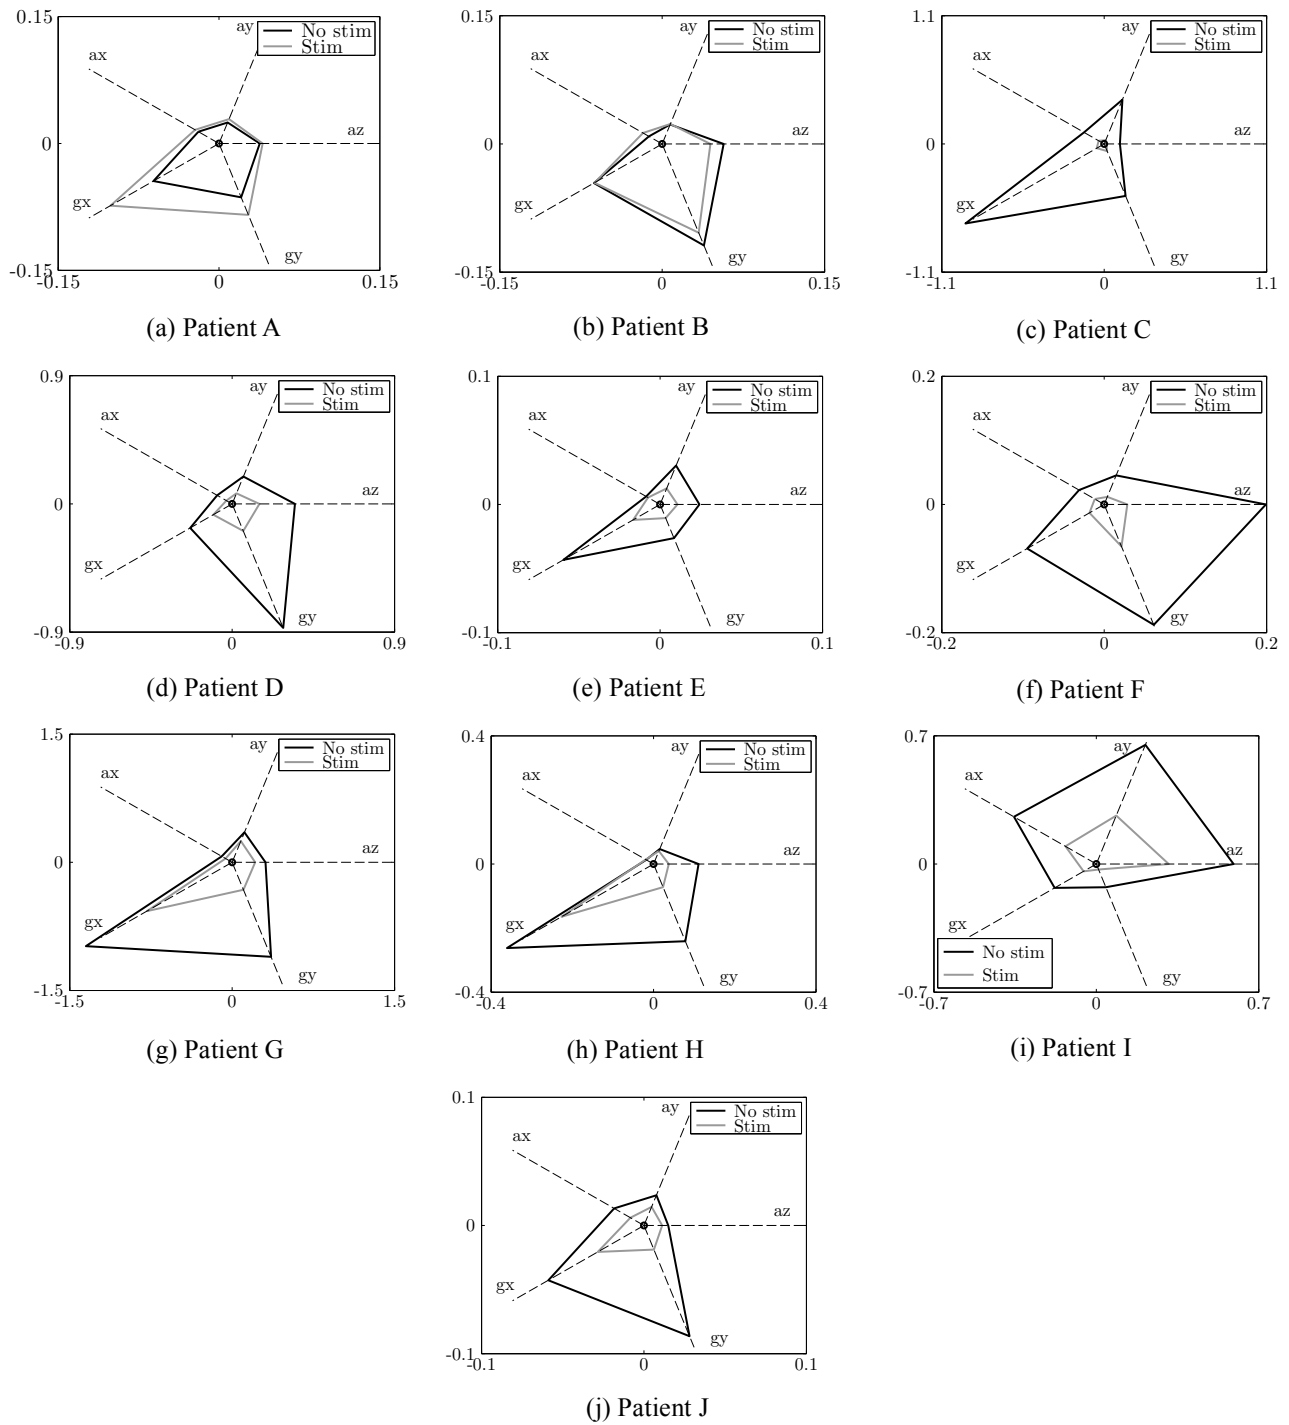 0.15
ay
No stim
Stim
ax
0
az
gx
gy
-0.15
-0.15
0
0.15
(a) Patient A
0.15
ay
No stim
Stim
ax
0
az
gx
gy
-0.15
-0.15
0
0.15
(b) Patient B
1.1
ay
No stim
Stim
ax
0
az
gx
gy
-1.1
-1.1
0
1.1
(c) Patient C
0.9
ay
No stim
Stim
ax
0
az
gx
gy
-0.9
-0.9
0
0.9
(d) Patient D
0.1
ay
No stim
Stim
ax
0
az
gx
gy
-0.1
-0.1
0
0.1
(e) Patient E
0.2
ay
No stim
Stim
ax
0
az
gx
gy
-0.2
-0.2
0
0.2
(f) Patient F
1.5
ay
No stim
Stim
ax
0
az
gx
gy
-1.5
-1.5
0
1.5
(g) Patient G
0.4
ay
No stim
Stim
ax
0
az
gx
gy
-0.4
-0.4
0
0.4
(h) Patient H
0.7
ay
ax
0
az
gx
No stim
Stim
gy
-0.7
-0.7
0
0.7
(i) Patient I
0.1
ay
No stim
Stim
ax
0
az
gx
gy
-0.1
-0.1
0
0.1
(j) Patient J